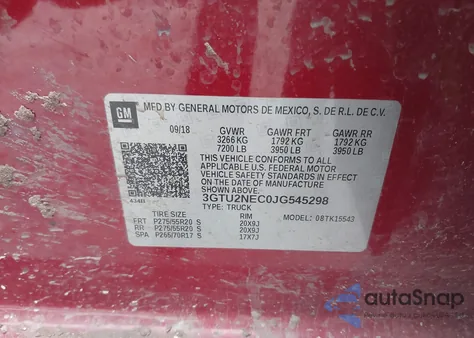 GM
MFD BY GENERAL MOTORS DE MEXICO, S. DE R.L. DE C.V.
09/18 GVWR GAWR FRT GAWR RR
3266 KG 1792 KG 1792 KG
7200 LB 3950 LB 3950 LB
THIS VEHICLE CONFORMS TO ALL
APPLICABLE U.S. FEDERAL MOTOR
VEHICLE SAFETY STANDARDS IN EFFECT
ON THE DATE OF MANUFACTURE SHOWN ABOVE.
3GTU2NEC0JG545298
TYPE: TRUCK MODEL: 08TK15543
TIRE SIZE RIM
FRT P275/55R20 S 20X9J
RR P275/55R20 S 20X9J
SPA P265/70R17 S 17X7J
autoSnap